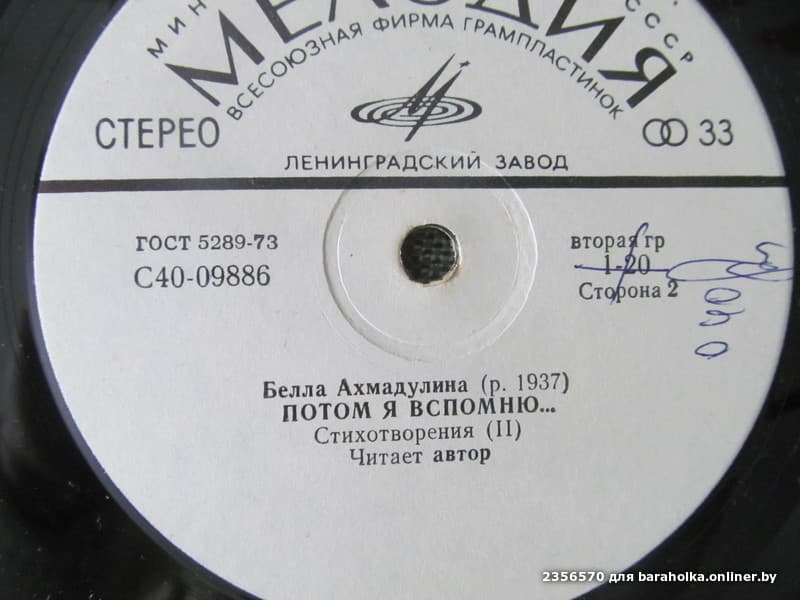 МИН
СССР
МЕЛОДИЯ
ВСЕСОЮЗНАЯ ФИРМА ГРАМПЛАСТИНОК
СТЕРЕО
33
ЛЕНИНГРАДСКИЙ ЗАВОД
ГОСТ 5289-73
вторая гр
С40-09886
1-20
Сторона 2
Белла Ахмадулина (р. 1937)
ПОТОМ Я ВСПОМНЮ...
Стихотворения (II)
Читает автор
2356570 для baraholka.onliner.by